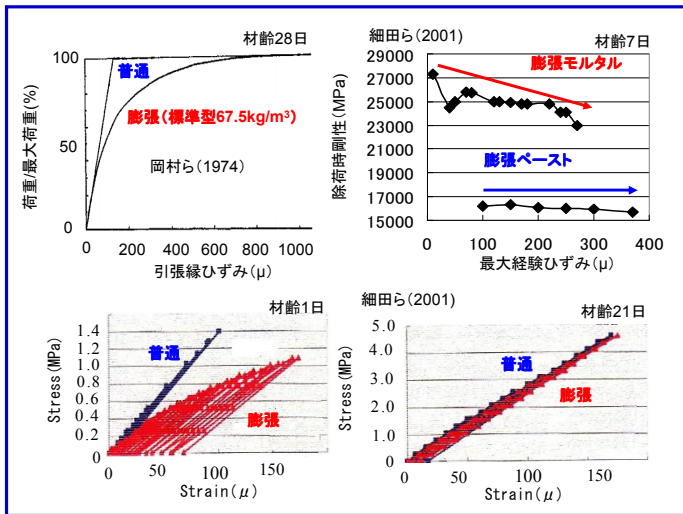 材齢28日
普通
膨張(標準型67.5kg/m³)
岡村ら(1974)
荷重/最大荷重(%)
100
50
0
0 200 400 600 800 1000
引張縁ひずみ(μ)
細田ら(2001)
材齢7日
膨張モルタル
膨張ペースト
除荷時剛性(MPa)
29000
27000
25000
23000
21000
19000
17000
15000
0 100 200 300 400
最大経験ひずみ(μ)
材齢1日
普通
膨張
Stress(MPa)
1.4
1.2
1.0
0.8
0.6
0.4
0.2
0
0 50 100 150
Strain(μ)
細田ら(2001)
材齢21日
普通
膨張
Stress(MPa)
5.0
4.0
3.0
2.0
1.0
0
0 50 100 150
Strain(μ)